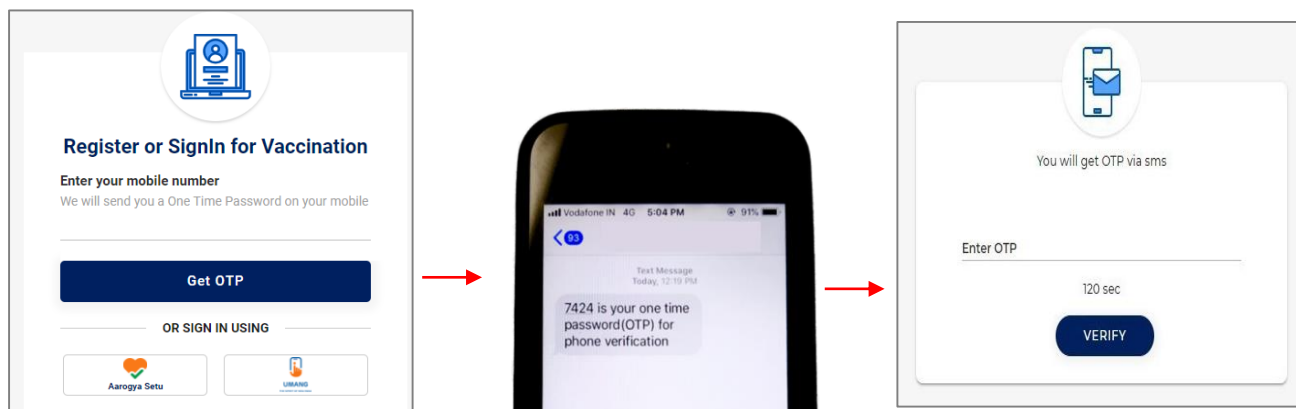 Register or SignIn for Vaccination
Enter your mobile number
We will send you a One Time Password on your mobile
Get OTP
OR SIGN IN USING
Aarogya Setu
UMANG
Vodafone IN 4G 5:04 PM 91%
93
Text Message
Today, 12:19 PM
7424 is your one time
password(OTP) for
phone verification
You will get OTP via sms
Enter OTP
120 sec
VERIFY